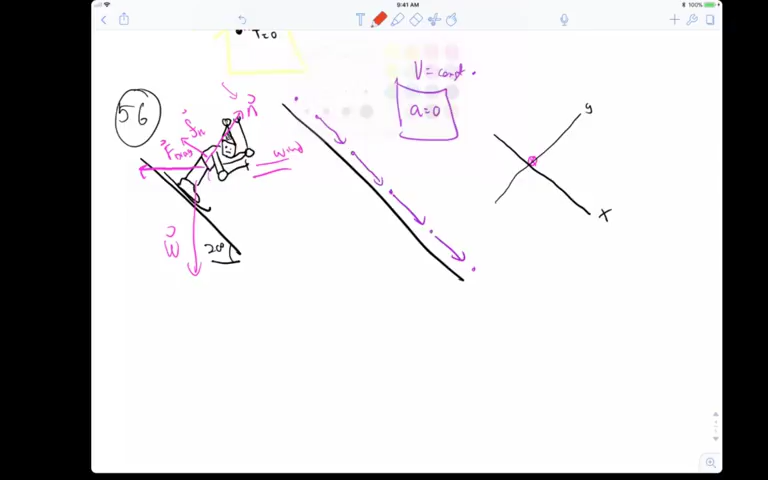 9:41 AM
100%
T=0
56
V = const.
a=0
n
f
F
wind
W
20°
y
x